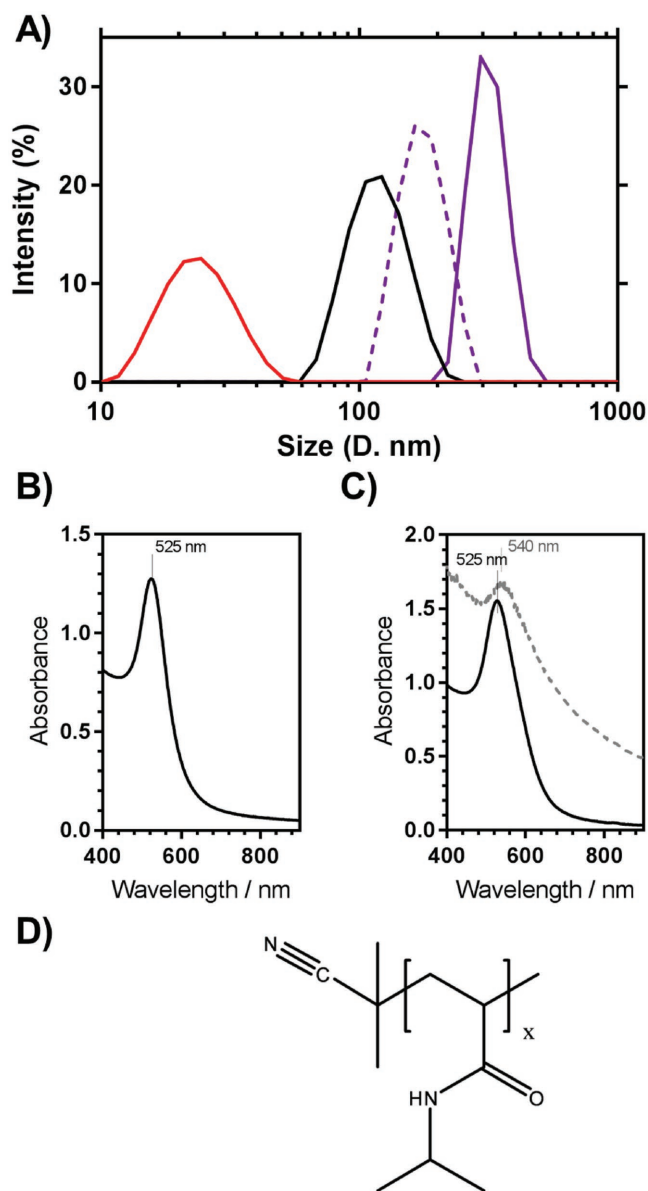 A)
Intensity (%)
30
20
10
0
10
100
1000
Size (D. nm)
B)
C)
1.5
1.0
0.5
0.0
525 nm
Absorbance
400
600
800
Wavelength / nm
2.0
1.5
1.0
0.5
0.0
525 nm
540 nm
Absorbance
400
600
800
Wavelength / nm
D)
N
C
x
HN
O